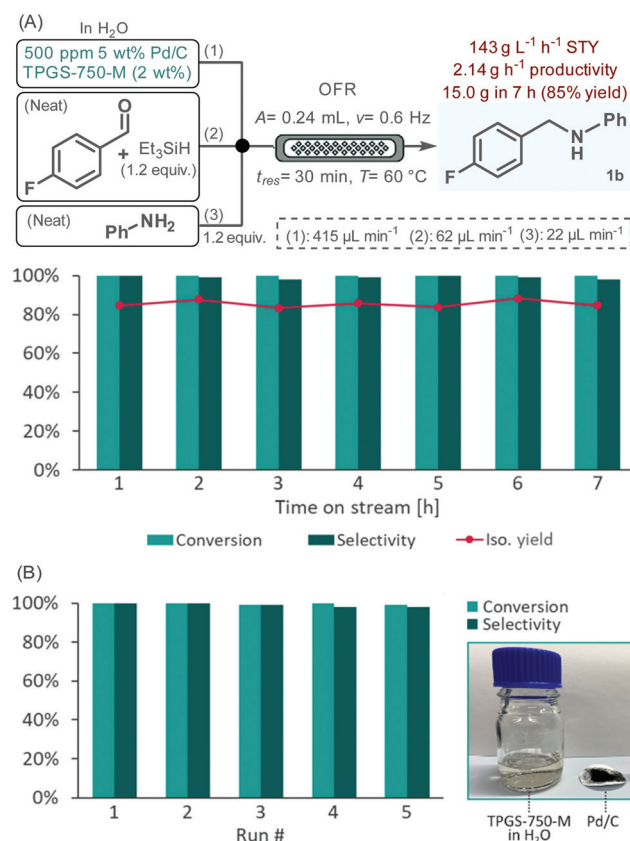 (A)
In H₂O
500 ppm 5 wt% Pd/C
TPGS-750-M (2 wt%)
(1)
(Neat)
O
F
+ Et₃SiH
(1.2 equiv.)
(2)
(Neat)
Ph-NH₂
(3)
1.2 equiv.
OFR
A= 0.24 mL, v= 0.6 Hz
t_res= 30 min, T= 60 °C
143 g L⁻¹ h⁻¹ STY
2.14 g h⁻¹ productivity
15.0 g in 7 h (85% yield)
N Ph
H
F
1b
(1): 415 µL min⁻¹ (2): 62 µL min⁻¹ (3): 22 µL min⁻¹
100%
80%
60%
40%
20%
0%
1 2 3 4 5 6 7
Time on stream [h]
Conversion Selectivity Iso. yield
(B)
100%
80%
60%
40%
20%
0%
1 2 3 4 5
Run #
Conversion
Selectivity
TPGS-750-M
in H₂O
Pd/C